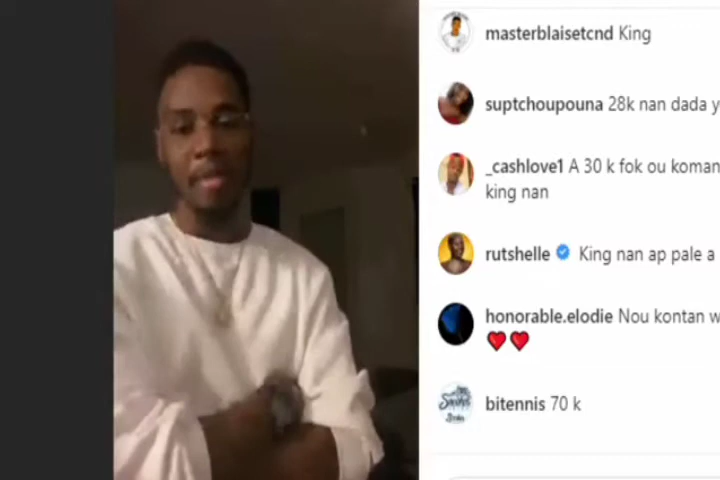 masterblaisetcnd King
suptchoupouna 28k nan dada y
_cashlove1 A 30 k fok ou koman
king nan
rutshelle King nan ap pale a
honorable.elodie Nou kontan w
bitennis 70 k